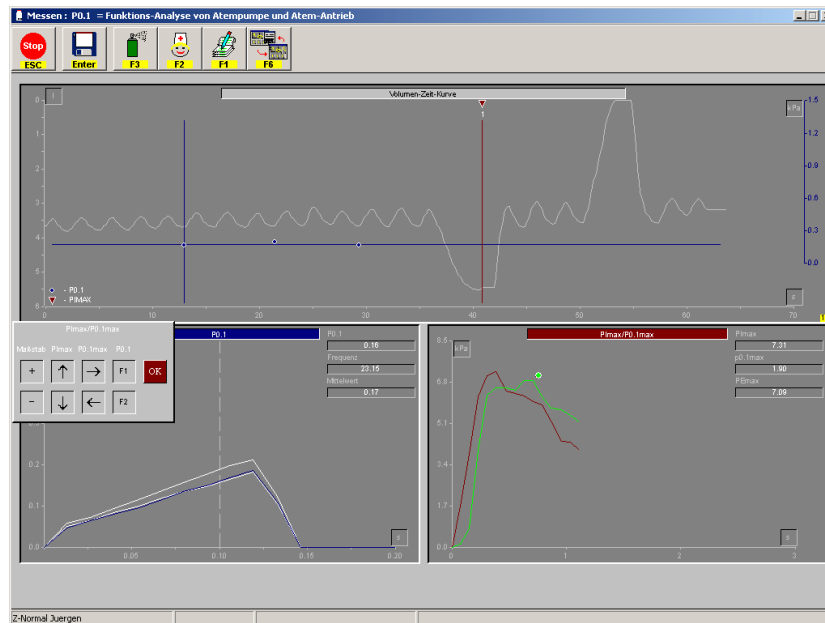 Messen : P0.1 = Funktions-Analyse von Atempumpe und Atem-Antrieb
Stop
ESC
Enter
F3
F2
F1
F6
Volumen-Zeit-Kurve
kPa
0
1
2
3
4
5
6
1
1.5
1.2
0.9
0.6
0.3
0.0
- P0.1
- PIMAX
s
0 10 20 30 40 50 60 70
PImax/P0.1max
Maßstab PImax P0.1max P0.1
+ F1 OK
- F2
P0.1
P0.1
0.16
Frequenz
23.15
Mittelwert
0.17
0.3
0.2
0.1
0.0
s
0.05 0.10 0.15 0.20
PImax/P0.1max
kPa
8.5
6.8
5.1
3.4
1.7
0.0
PImax
7.31
p0.1max
1.90
PEmax
7.09
s
0 1 2 3
Z-Normal Juergen